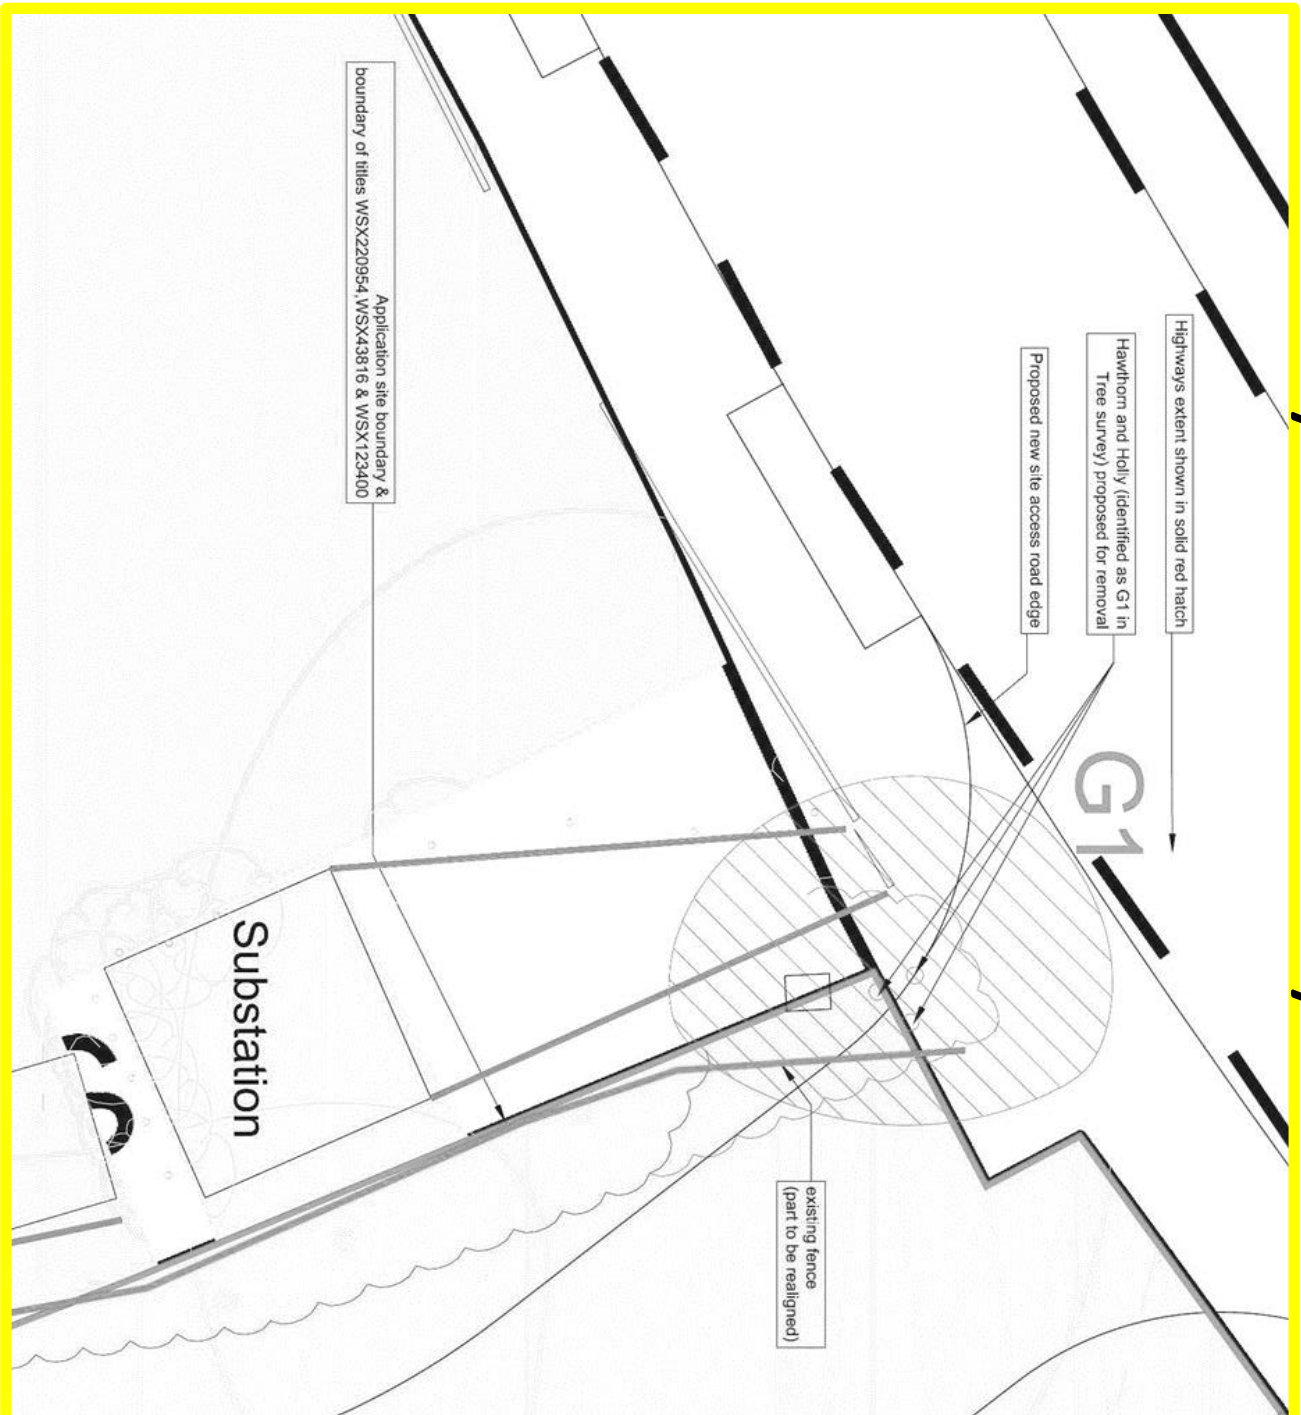 Highways extent shown in solid red hatch
Hawthorn and Holly (identified as G1 in
Tree survey) proposed for removal
Proposed new site access road edge
G1
Application site boundary &
boundary of titles WSX220954,WSX43816 & WSX123400
existing fence
(part to be realigned)
Substation